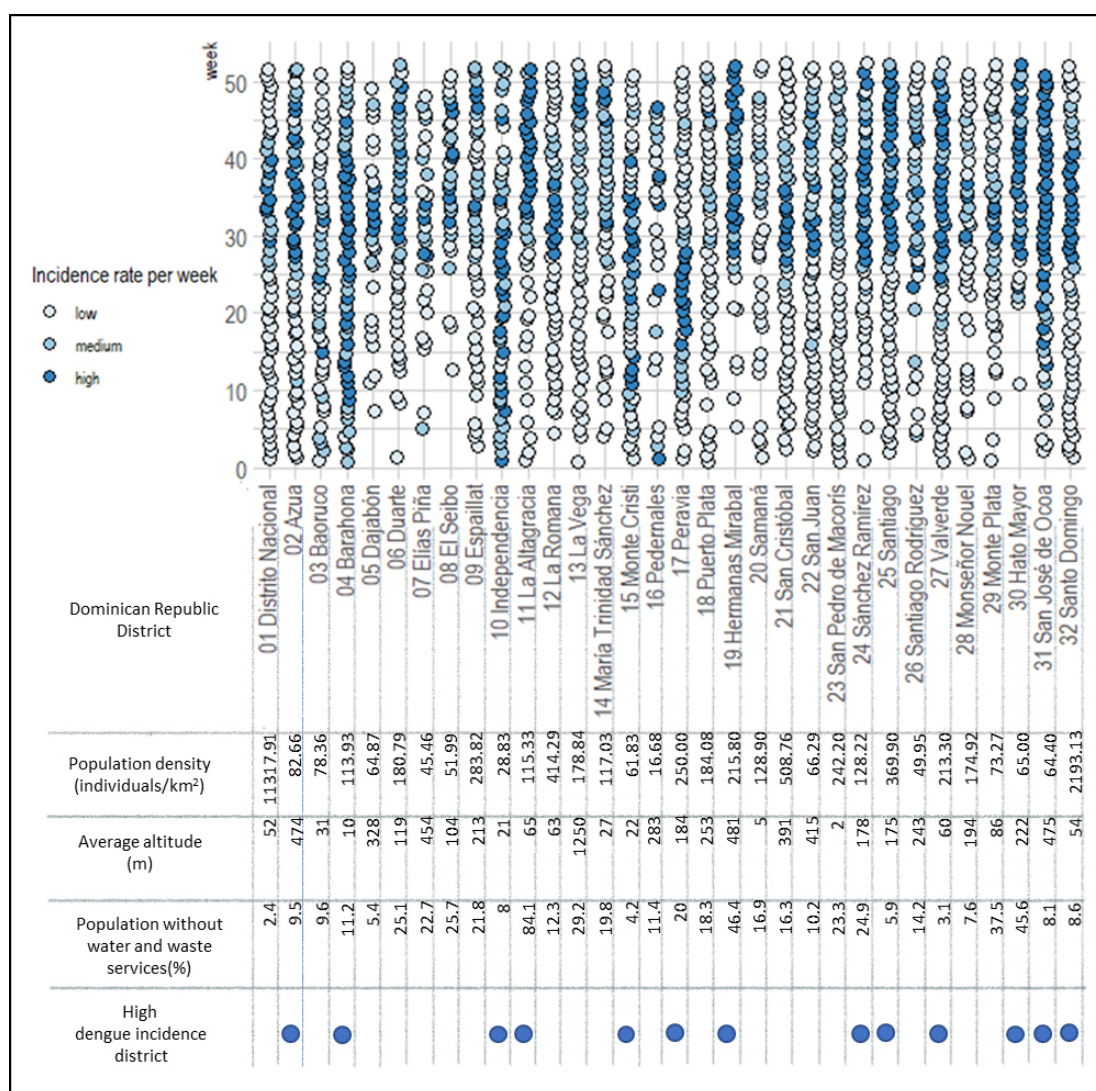 week
50
40
30
20
10
0
Incidence rate per week
low
medium
high
Dominican Republic
District
01 Distrito Nacional
02 Azua
03 Baoruco
04 Barahona
05 Dajabón
06 Duarte
07 Elías Piña
08 El Seibo
09 Espaillat
10 Independencia
11 La Altagracia
12 La Romana
13 La Vega
14 María Trinidad Sánchez
15 Monte Cristi
16 Pedernales
17 Peravia
18 Puerto Plata
19 Hermanas Mirabal
20 Samaná
21 San Cristóbal
22 San Juan
23 San Pedro de Macorís
24 Sánchez Ramírez
25 Santiago
26 Santiago Rodríguez
27 Valverde
28 Monseñor Nouel
29 Monte Plata
30 Hato Mayor
31 San José de Ocoa
32 Santo Domingo
Population density
(individuals/km²)
11317.91
82.66
78.36
113.93
64.87
180.79
45.46
51.99
283.82
28.83
115.33
414.29
178.84
117.03
61.83
16.68
250.00
184.08
215.80
128.90
508.76
66.29
242.20
128.22
369.90
49.95
213.30
174.92
73.27
65.00
64.40
2193.13
Average altitude
(m)
52
474
31
10
328
119
454
104
213
21
65
63
1250
27
22
283
184
253
481
5
391
415
2
178
175
243
60
194
86
222
475
54
Population without
water and waste
services(%)
2.4
9.5
9.6
11.2
5.4
25.1
22.7
25.7
21.8
8
84.1
12.3
29.2
19.8
4.2
11.4
20
18.3
46.4
16.9
16.3
10.2
23.3
24.9
5.9
14.2
3.1
7.6
37.5
45.6
8.1
8.6
High
dengue incidence
district